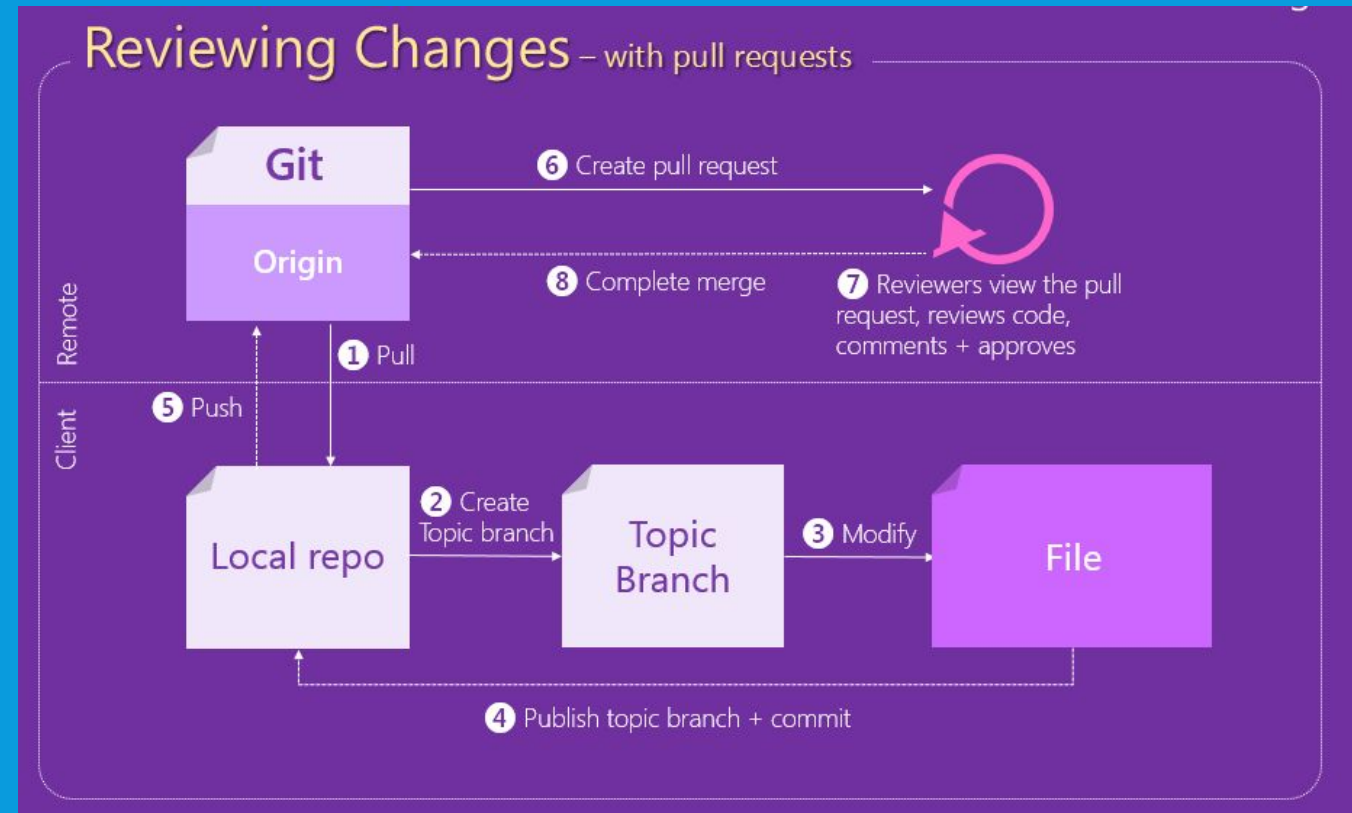 Reviewing Changes – with pull requests
Git
Origin
6 Create pull request
8 Complete merge
7 Reviewers view the pull
request, reviews code,
comments + approves
Remote
1 Pull
5 Push
Client
Local repo
2 Create
Topic branch
Topic
Branch
3 Modify
File
4 Publish topic branch + commit